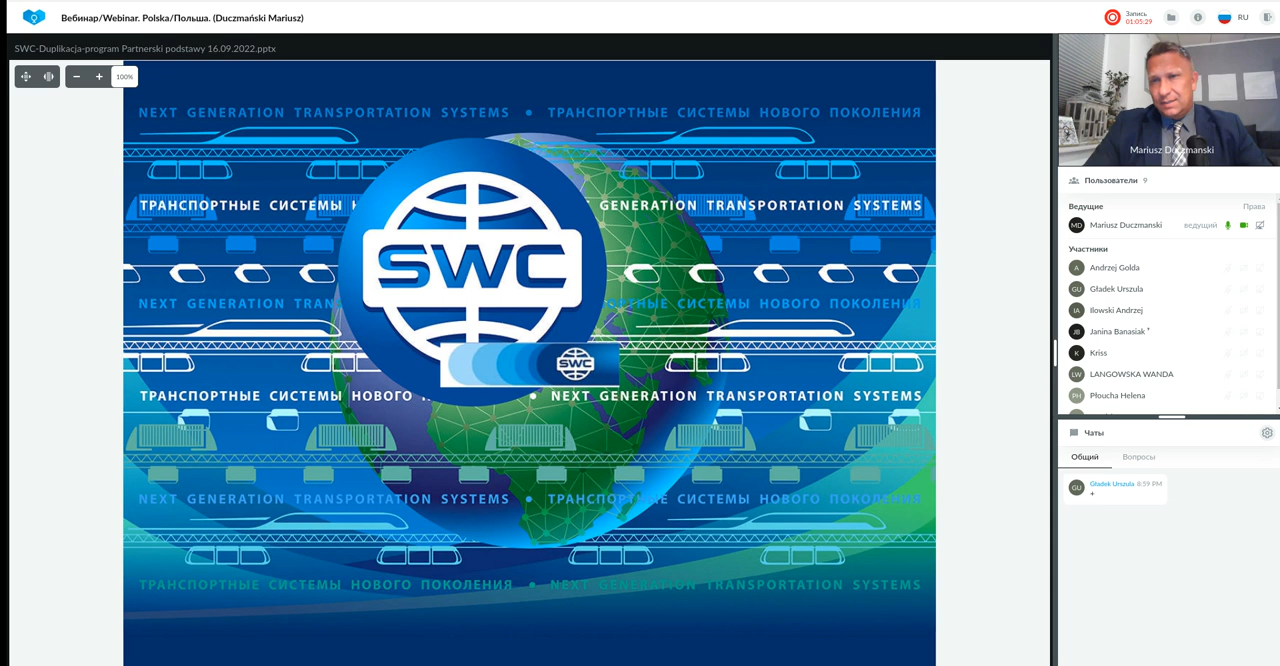 Вебинар/Webinar. Polska/Польша. (Duczmański Mariusz)
Запись
01:05:29
RU
SWC-Duplikacja-program Partnerski podstawy 16.09.2022.pptx
100%
NEXT GENERATION TRANSPORTATION SYSTEMS • ТРАНСПОРТНЫЕ СИСТЕМЫ НОВОГО ПОКОЛЕНИЯ
ТРАНСПОРТНЫЕ СИСТЕМЫ GENERATION TRANSPORTATION SYSTEMS
SWC
NEXT GENERATION СИСТЕМЫ НОВОГО ПОКОЛЕНИЯ
SWC
ТРАНСПОРТНЫЕ СИСТЕМЫ НОВОГО • NEXT GENERATION TRANSPORTATION SYSTEMS
NEXT GENERATION TRANSPORTATION SYSTEMS • ТРАНСПОРТНЫЕ СИСТЕМЫ НОВОГО ПОКОЛЕНИЯ
ТРАНСПОРТНЫЕ СИСТЕМЫ НОВОГО ПОКОЛЕНИЯ • NEXT GENERATION TRANSPORTATION SYSTEMS
Mariusz Duczmanski
Пользователи 9
Ведущие Права
MD Mariusz Duczmanski ведущий
Участники
A Andrzej Golda
GU Gładek Urszula
IA Ilowski Andrzej
JB Janina Banasiak *
K Kriss
LW LANGOWSKA WANDA
PH Płoucha Helena
Чаты
Общий Вопросы
GU Gładek Urszula 8:59 PM
+